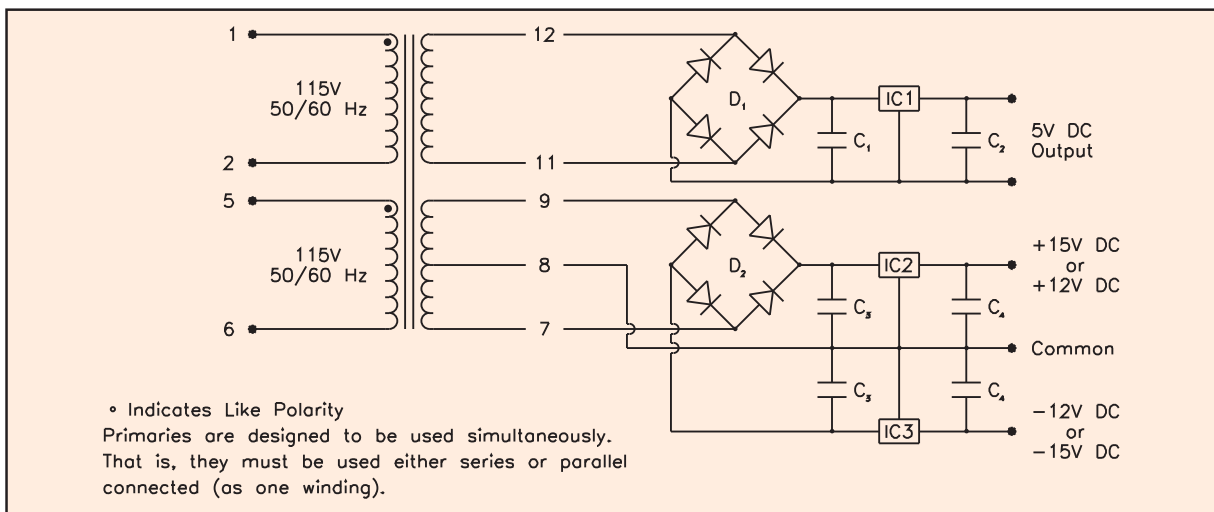 1
12
115V
50/60 Hz
D₁
IC1
C₁
C₂
5V DC
Output
2
11
5
9
115V
50/60 Hz
8
D₂
IC2
C₃
C₄
+15V DC
or
+12V DC
6
7
Common
C₃
C₄
IC3
−12V DC
or
−15V DC
° Indicates Like Polarity
Primaries are designed to be used simultaneously.
That is, they must be used either series or parallel
connected (as one winding).